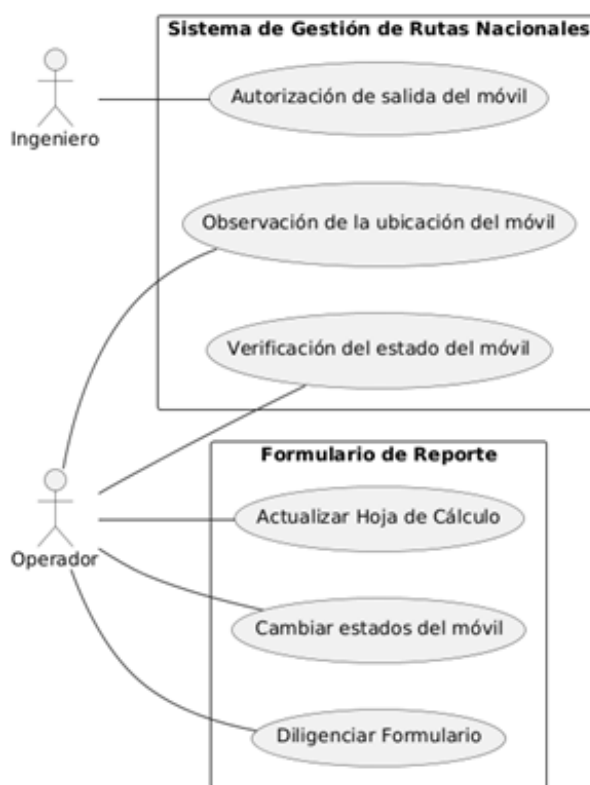 Sistema de Gestión de Rutas Nacionales
Autorización de salida del móvil
Ingeniero
Observación de la ubicación del móvil
Verificación del estado del móvil
Formulario de Reporte
Actualizar Hoja de Cálculo
Operador
Cambiar estados del móvil
Diligenciar Formulario